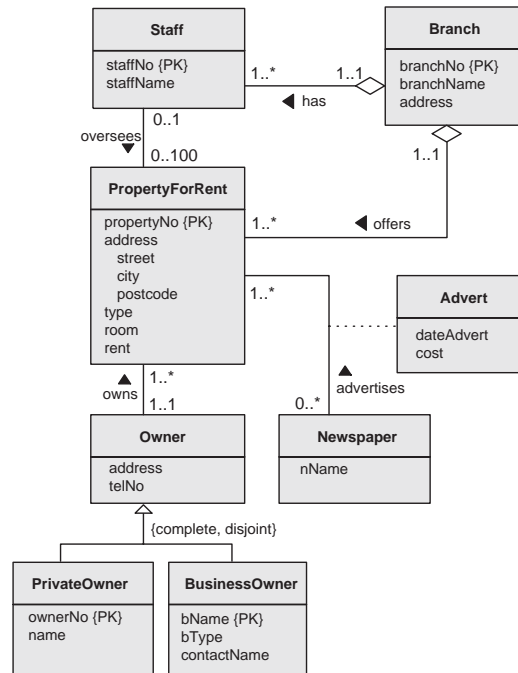 Staff
staffNo {PK}
staffName
Branch
branchNo {PK}
branchName
address
1..*
1..1
has
0..1
oversees
0..100
1..1
PropertyForRent
propertyNo {PK}
address
street
city
postcode
type
room
rent
1..*
offers
1..*
Advert
dateAdvert
cost
owns
1..*
1..1
advertises
0..*
Owner
address
telNo
Newspaper
nName
{complete, disjoint}
PrivateOwner
ownerNo {PK}
name
BusinessOwner
bName {PK}
bType
contactName